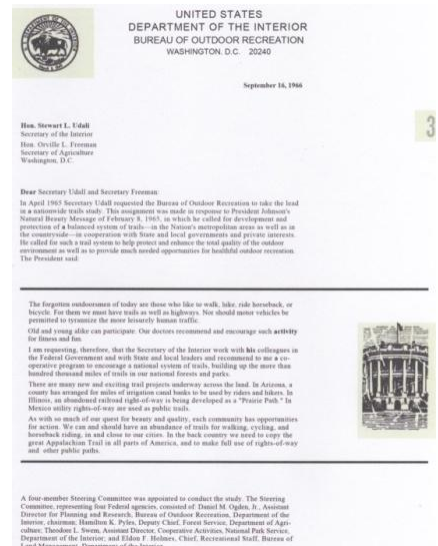 UNITED STATES
DEPARTMENT OF THE INTERIOR
BUREAU OF OUTDOOR RECREATION
WASHINGTON, D.C. 20240
September 16, 1966
3
Hon. Stewart L. Udall
Secretary of the Interior
Hon. Orville L. Freeman
Secretary of Agriculture
Washington, D.C.
Dear Secretary Udall and Secretary Freeman:
In April 1965 Secretary Udall requested the Bureau of Outdoor Recreation to take the lead
in a nationwide trails study. This assignment was made in response to President Johnson's
Natural Beauty Message of February 8, 1965, in which he called for development and
protection of a balanced system of trails—in the Nation's metropolitan areas as well as in
the countryside—in cooperation with State and local governments and private interests.
He called for such a trail system to help protect and enhance the total quality of the outdoor
environment as well as to provide much needed opportunities for healthful outdoor recreation.
The President said:
The forgotten outdoorsmen of today are those who like to walk, hike, ride horseback, or
bicycle. For them we must have trails as well as highways. Nor should motor vehicles be
permitted to tyrannize the more leisurely human traffic.
Old and young alike can participate. Our doctors recommend and encourage such activity
for fitness and fun.
I am requesting, therefore, that the Secretary of the Interior work with his colleagues in
the Federal Government and with State and local leaders and recommend to me a co-
operative program to encourage a national system of trails, building up the more than
hundred thousand miles of trails in our national forests and parks.
There are many new and exciting trail projects underway across the land. In Arizona, a
county has arranged for miles of irrigation canal banks to be used by riders and hikers. In
Illinois, an abandoned railroad right-of-way is being developed as a "Prairie Path." In
Mexico utility rights-of-way are used as public trails.
As with so much of our quest for beauty and quality, each community has opportunities
for action. We can and should have an abundance of trails for walking, cycling, and
horseback riding, in and close to our cities. In the back country we need to copy the
great Appalachian Trail in all parts of America, and to make full use of rights-of-way
and other public paths.
A four-member Steering Committee was appointed to conduct the study. The Steering
Committee, representing four Federal agencies, consisted of: Daniel M. Ogden, Jr., Assistant
Director for Planning and Research, Bureau of Outdoor Recreation, Department of the
Interior, chairman; Hamilton K. Pyles, Deputy Chief, Forest Service, Department of Agri-
culture; Theodor L. Swem, Assistant Director, Cooperative Activities, National Park Service,
Department of the Interior; and Eldon F. Holmes, Chief, Recreational Staff, Bureau of
Land Management, Department of the Interior.